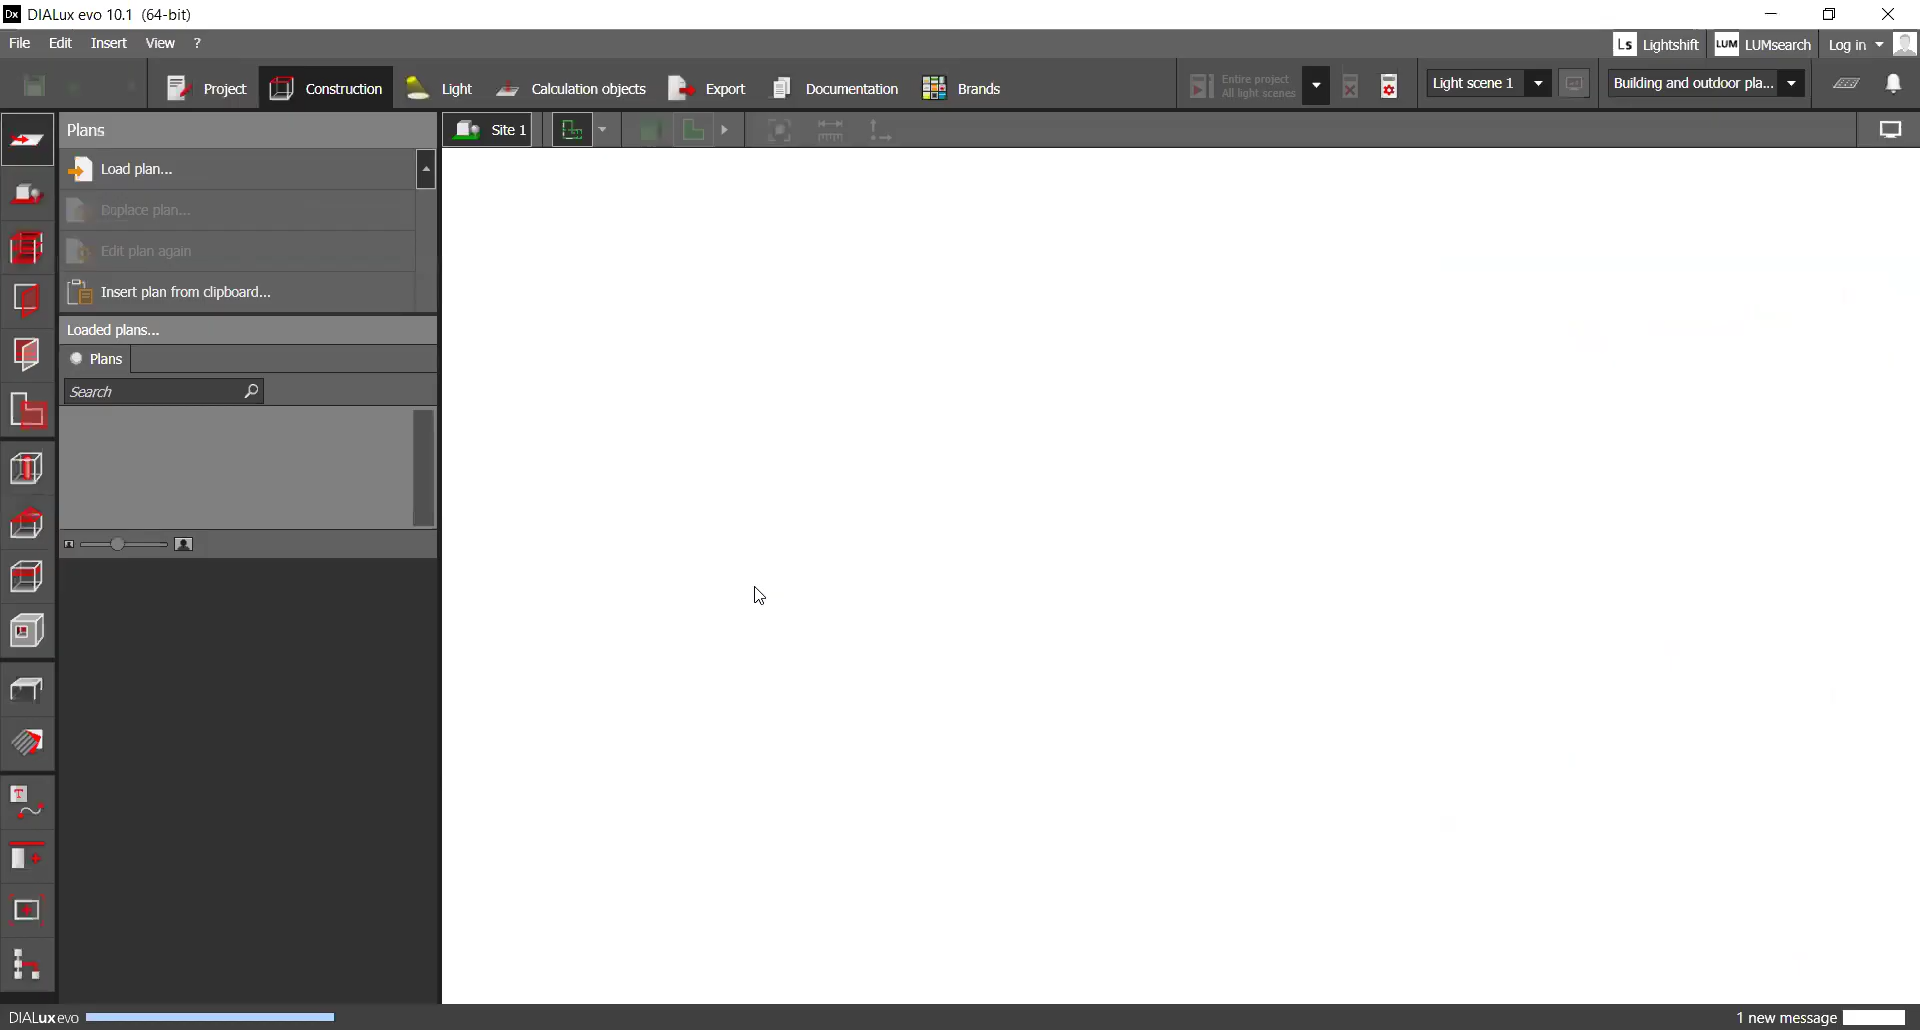 Dx DIALux evo 10.1 (64-bit)
File Edit Insert View ?
Ls Lightshift LUM LUMsearch Log in
Project Construction Light Calculation objects Export Documentation Brands
Entire project
All light scenes
Light scene 1
Building and outdoor pla...
Plans
Site 1
Load plan...
Replace plan...
Edit plan again
Insert plan from clipboard...
Loaded plans...
Plans
Search
T
DIALux evo
1 new message